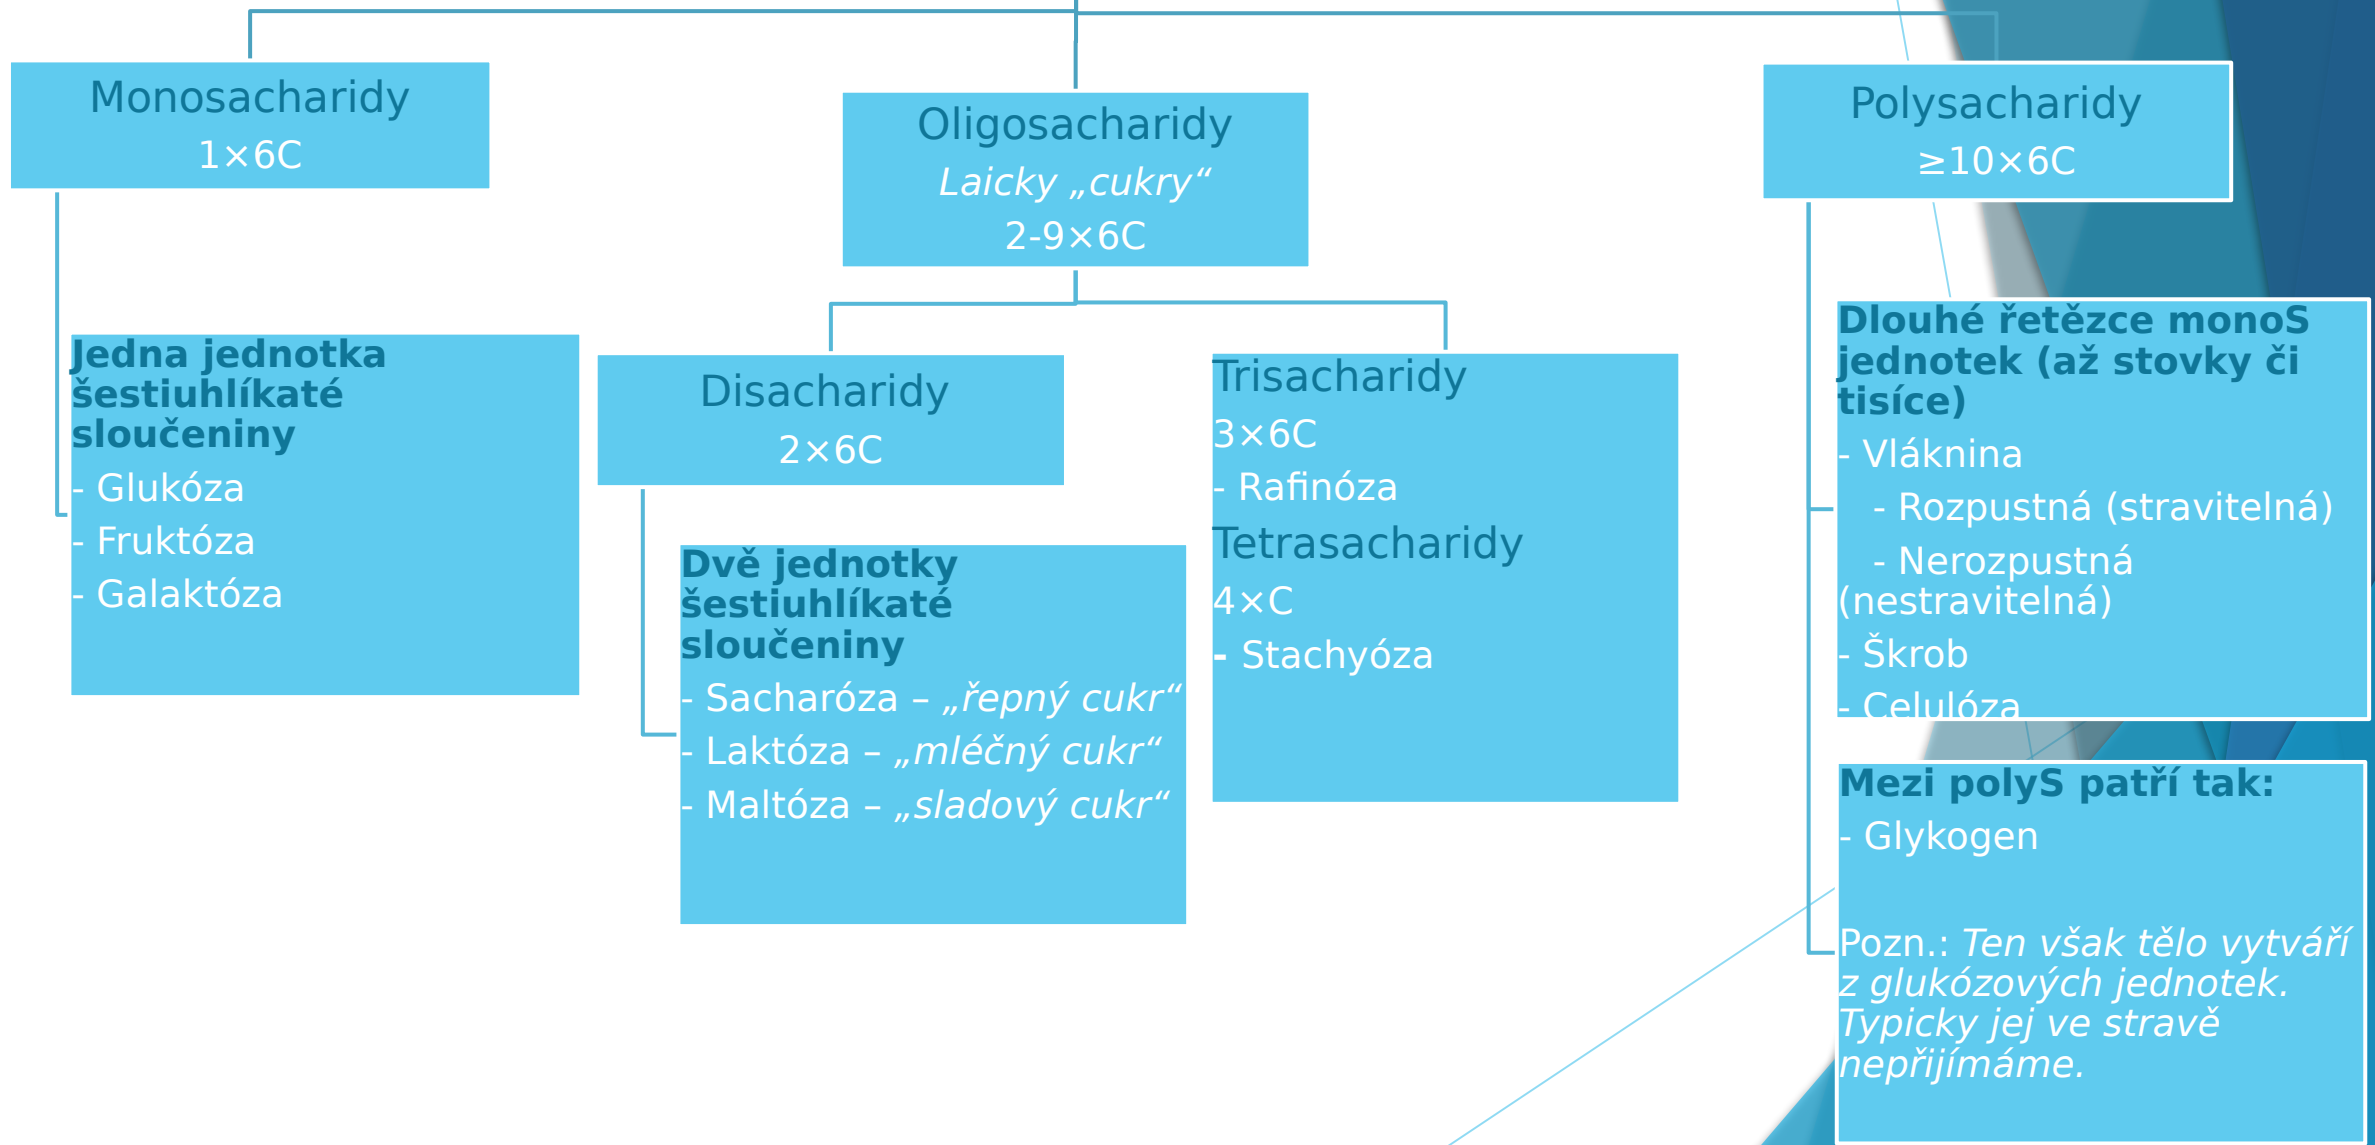 Monosacharidy
1×6C
Oligosacharidy
Laicky „cukry“
2-9×6C
Polysacharidy
≥10×6C
Jedna jednotka
šestiuhlíkaté
sloučeniny
- Glukóza
- Fruktóza
- Galaktóza
Disacharidy
2×6C
Dvě jednotky
šestiuhlíkaté
sloučeniny
- Sacharóza – „řepný cukr“
- Laktóza – „mléčný cukr“
- Maltóza – „sladový cukr“
Trisacharidy
3×6C
- Rafinóza
Tetrasacharidy
4×C
- Stachyóza
Dlouhé řetězce monoS
jednotek (až stovky či
tisíce)
- Vláknina
- Rozpustná (stravitelná)
- Nerozpustná
(nestravitelná)
- Škrob
- Celulóza
Mezi polyS patří tak:
- Glykogen
Pozn.: Ten však tělo vytváří
z glukózových jednotek.
Typicky jej ve stravě
nepřijímáme.